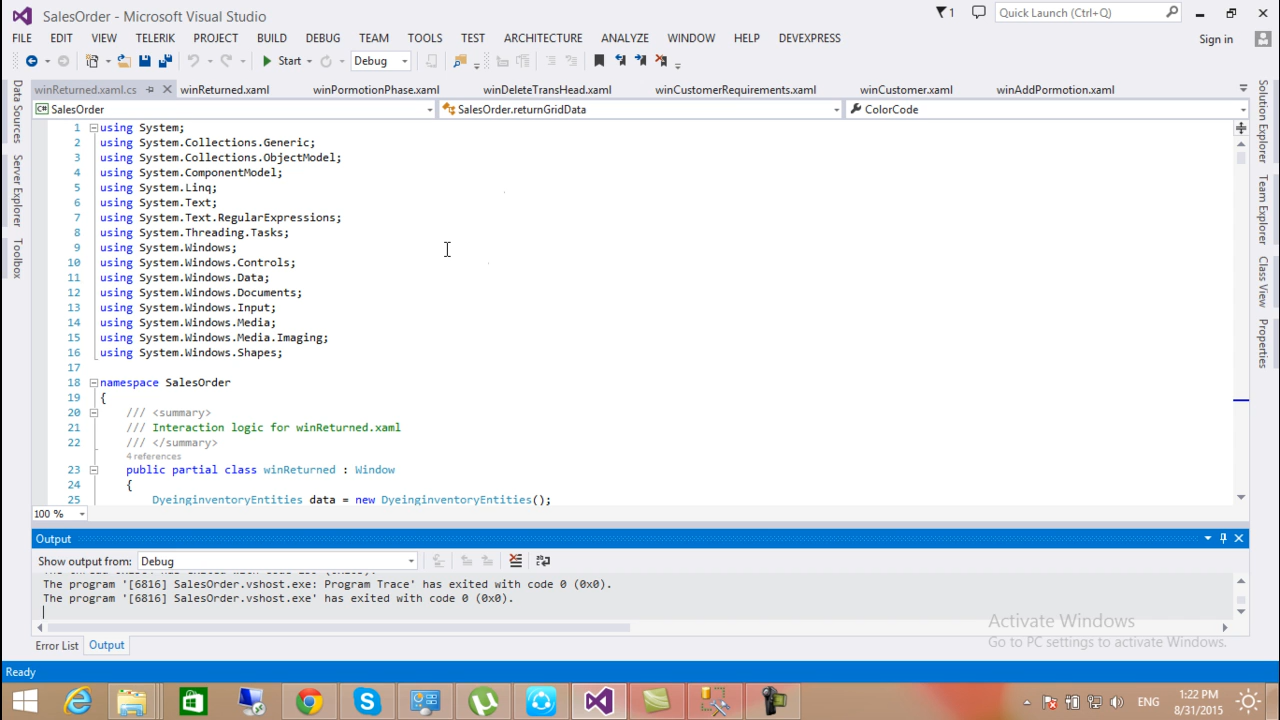 SalesOrder - Microsoft Visual Studio
1
Quick Launch (Ctrl+Q)
FILE EDIT VIEW TELERIK PROJECT BUILD DEBUG TEAM TOOLS TEST ARCHITECTURE ANALYZE WINDOW HELP DEVEXPRESS
Sign in
Start Debug
winReturned.xaml.cs winReturned.xaml winPormotionPhase.xaml winDeleteTransHead.xaml winCustomerRequirements.xaml winCustomer.xaml winAddPormotion.xaml
SalesOrder SalesOrder.returnGridData ColorCode
Data Sources
Server Explorer
Toolbox
1 using System;
2 using System.Collections.Generic;
3 using System.Collections.ObjectModel;
4 using System.ComponentModel;
5 using System.Linq;
6 using System.Text;
7 using System.Text.RegularExpressions;
8 using System.Threading.Tasks;
9 using System.Windows;
10 using System.Windows.Controls;
11 using System.Windows.Data;
12 using System.Windows.Documents;
13 using System.Windows.Input;
14 using System.Windows.Media;
15 using System.Windows.Media.Imaging;
16 using System.Windows.Shapes;
17
18 namespace SalesOrder
19 {
20 /// <summary>
21 /// Interaction logic for winReturned.xaml
22 /// </summary>
4 references
23 public partial class winReturned : Window
24 {
25 DyeinginventoryEntities data = new DyeinginventoryEntities();
Solution Explorer
Team Explorer
Class View
Properties
100 %
Output
Show output from: Debug
The program '[6816] SalesOrder.vshost.exe: Program Trace' has exited with code 0 (0x0).
The program '[6816] SalesOrder.vshost.exe' has exited with code 0 (0x0).
Activate Windows
Go to PC settings to activate Windows.
Error List Output
Ready
ENG
1:22 PM
8/31/2015